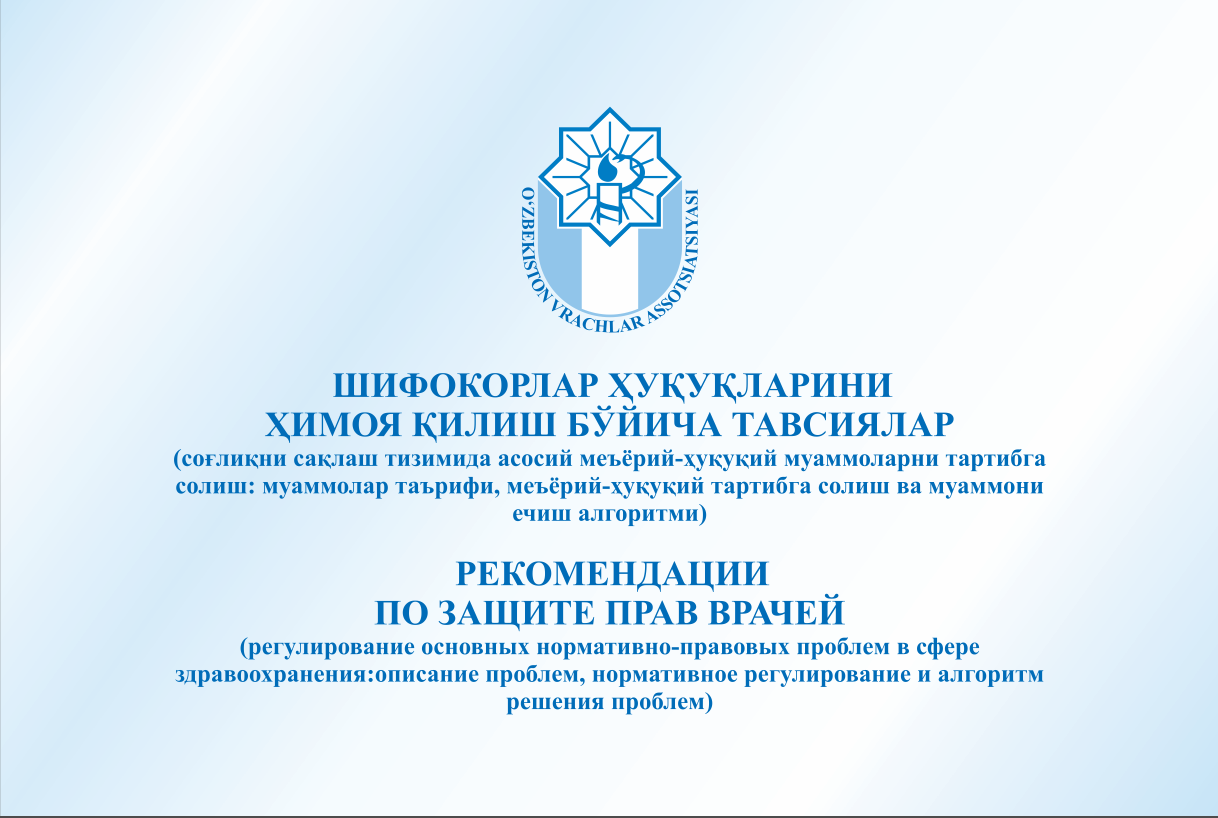 O‘ZBEKISTON VRACHLAR ASSOTSIATSIYASI
ШИФОКОРЛАР ҲУҚУҚЛАРИНИ
ҲИМОЯ ҚИЛИШ БЎЙИЧА ТАВСИЯЛАР
(соғлиқни сақлаш тизимида асосий меъёрий-ҳуқуқий муаммоларни тартибга
солиш: муаммолар таърифи, меъёрий-ҳуқуқий тартибга солиш ва муаммони
ечиш алгоритми)
РЕКОМЕНДАЦИИ
ПО ЗАЩИТЕ ПРАВ ВРАЧЕЙ
(регулирование основных нормативно-правовых проблем в сфере
здравоохранения:описание проблем, нормативное регулирование и алгоритм
решения проблем)